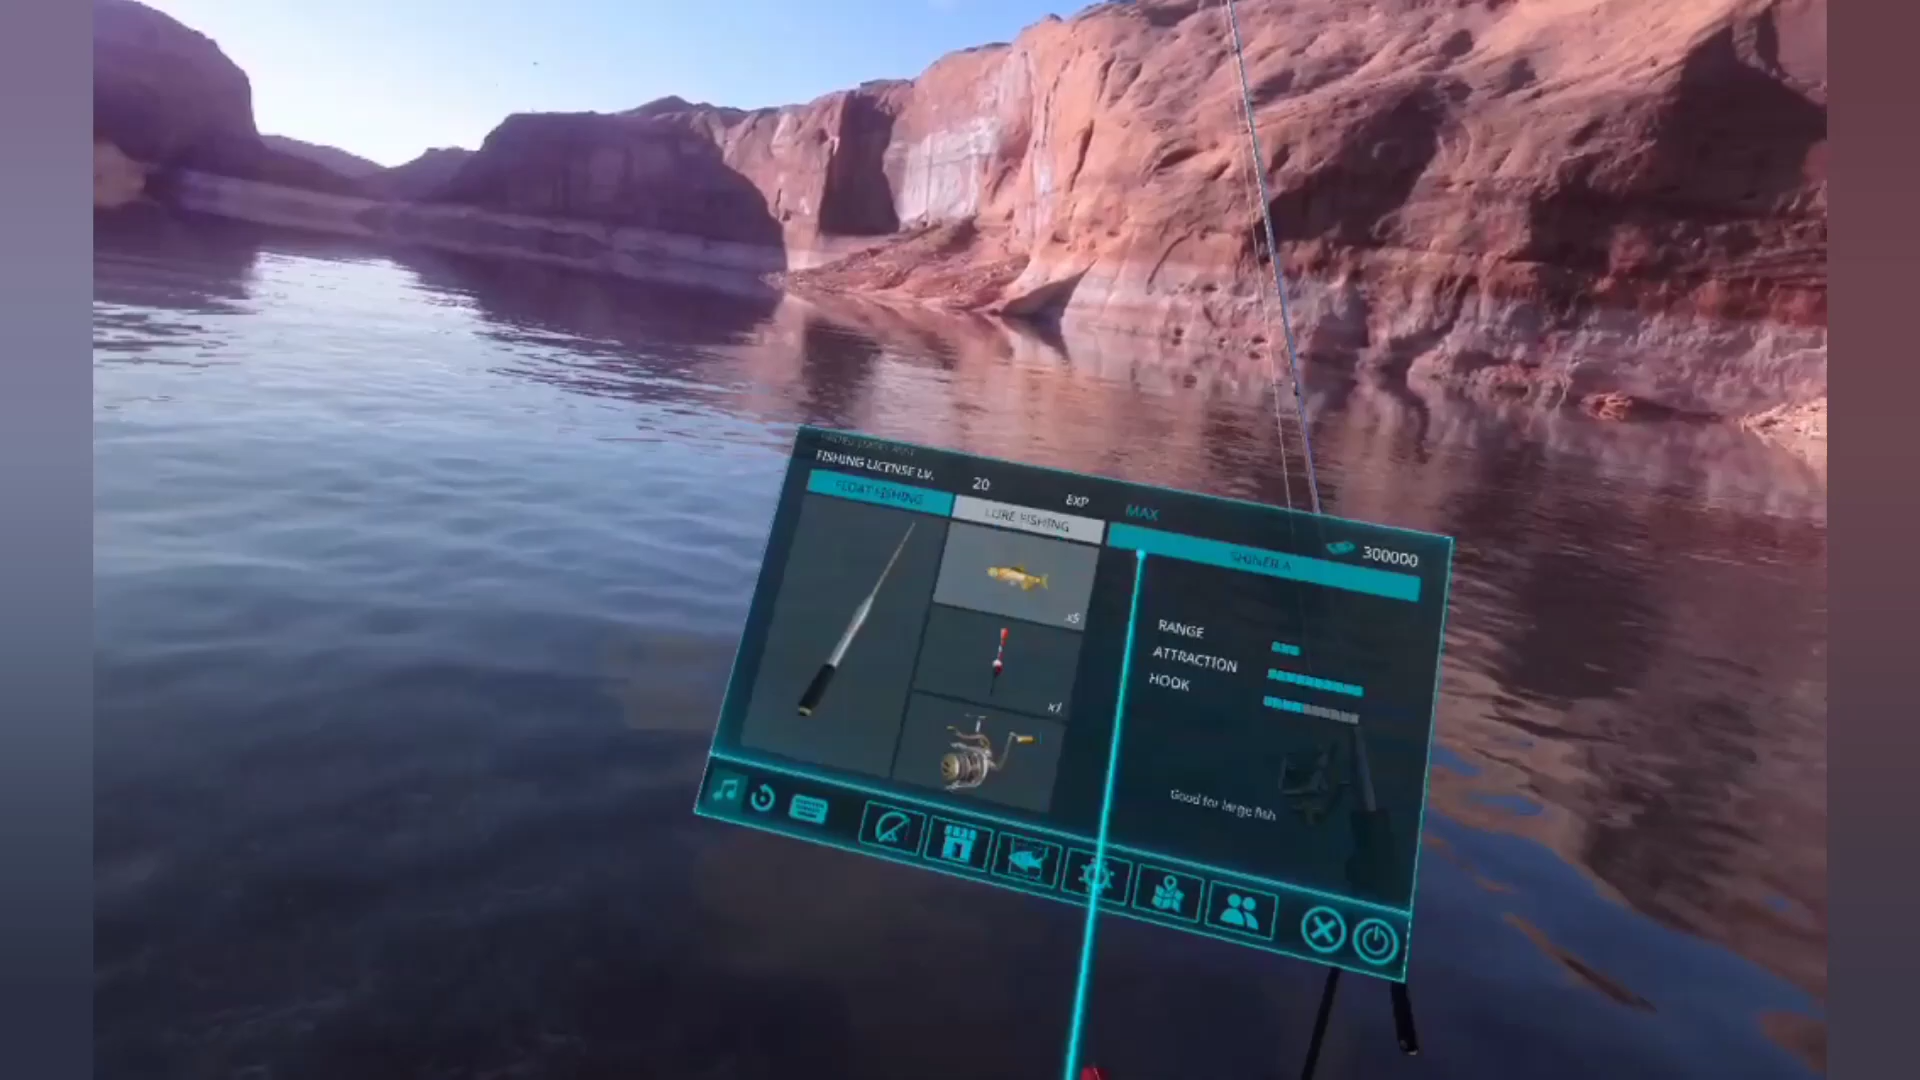 FISHING LICENSE LV. 20 EXP MAX
300000
FLOAT FISHING
LURE FISHING
SHINER A
x5
x1
RANGE
ATTRACTION
HOOK
Good for large fish